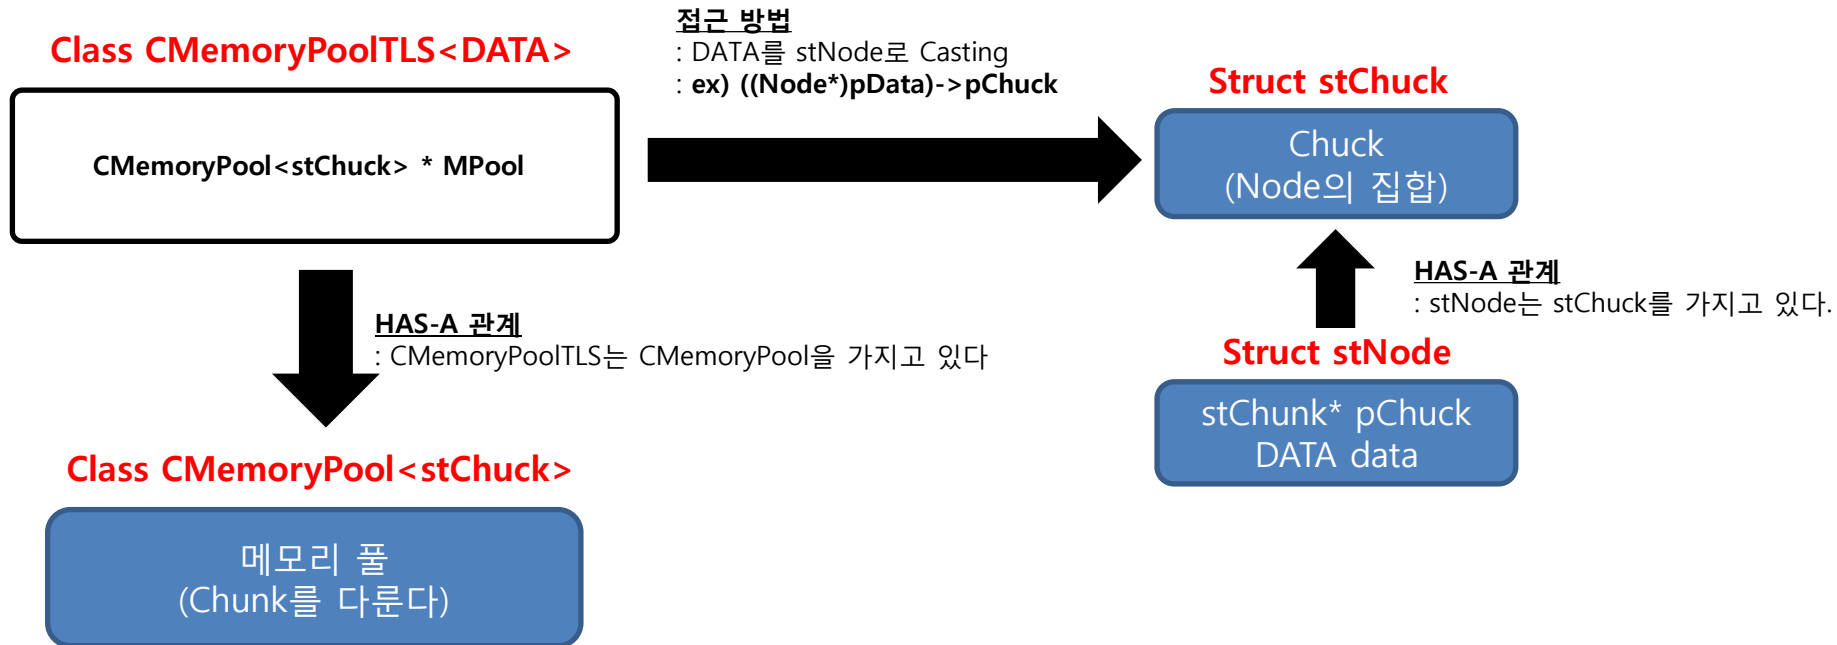 Class CMemoryPoolTLS<DATA>
CMemoryPool<stChuck> * MPool
접근 방법
: DATA를 stNode로 Casting
: ex) ((Node*)pData)->pChuck
Struct stChuck
Chuck
(Node의 집합)
HAS-A 관계
: stNode는 stChuck를 가지고 있다.
Struct stNode
stChunk* pChuck
DATA data
HAS-A 관계
: CMemoryPoolTLS는 CMemoryPool을 가지고 있다
Class CMemoryPool<stChuck>
메모리 풀
(Chunk를 다룬다)